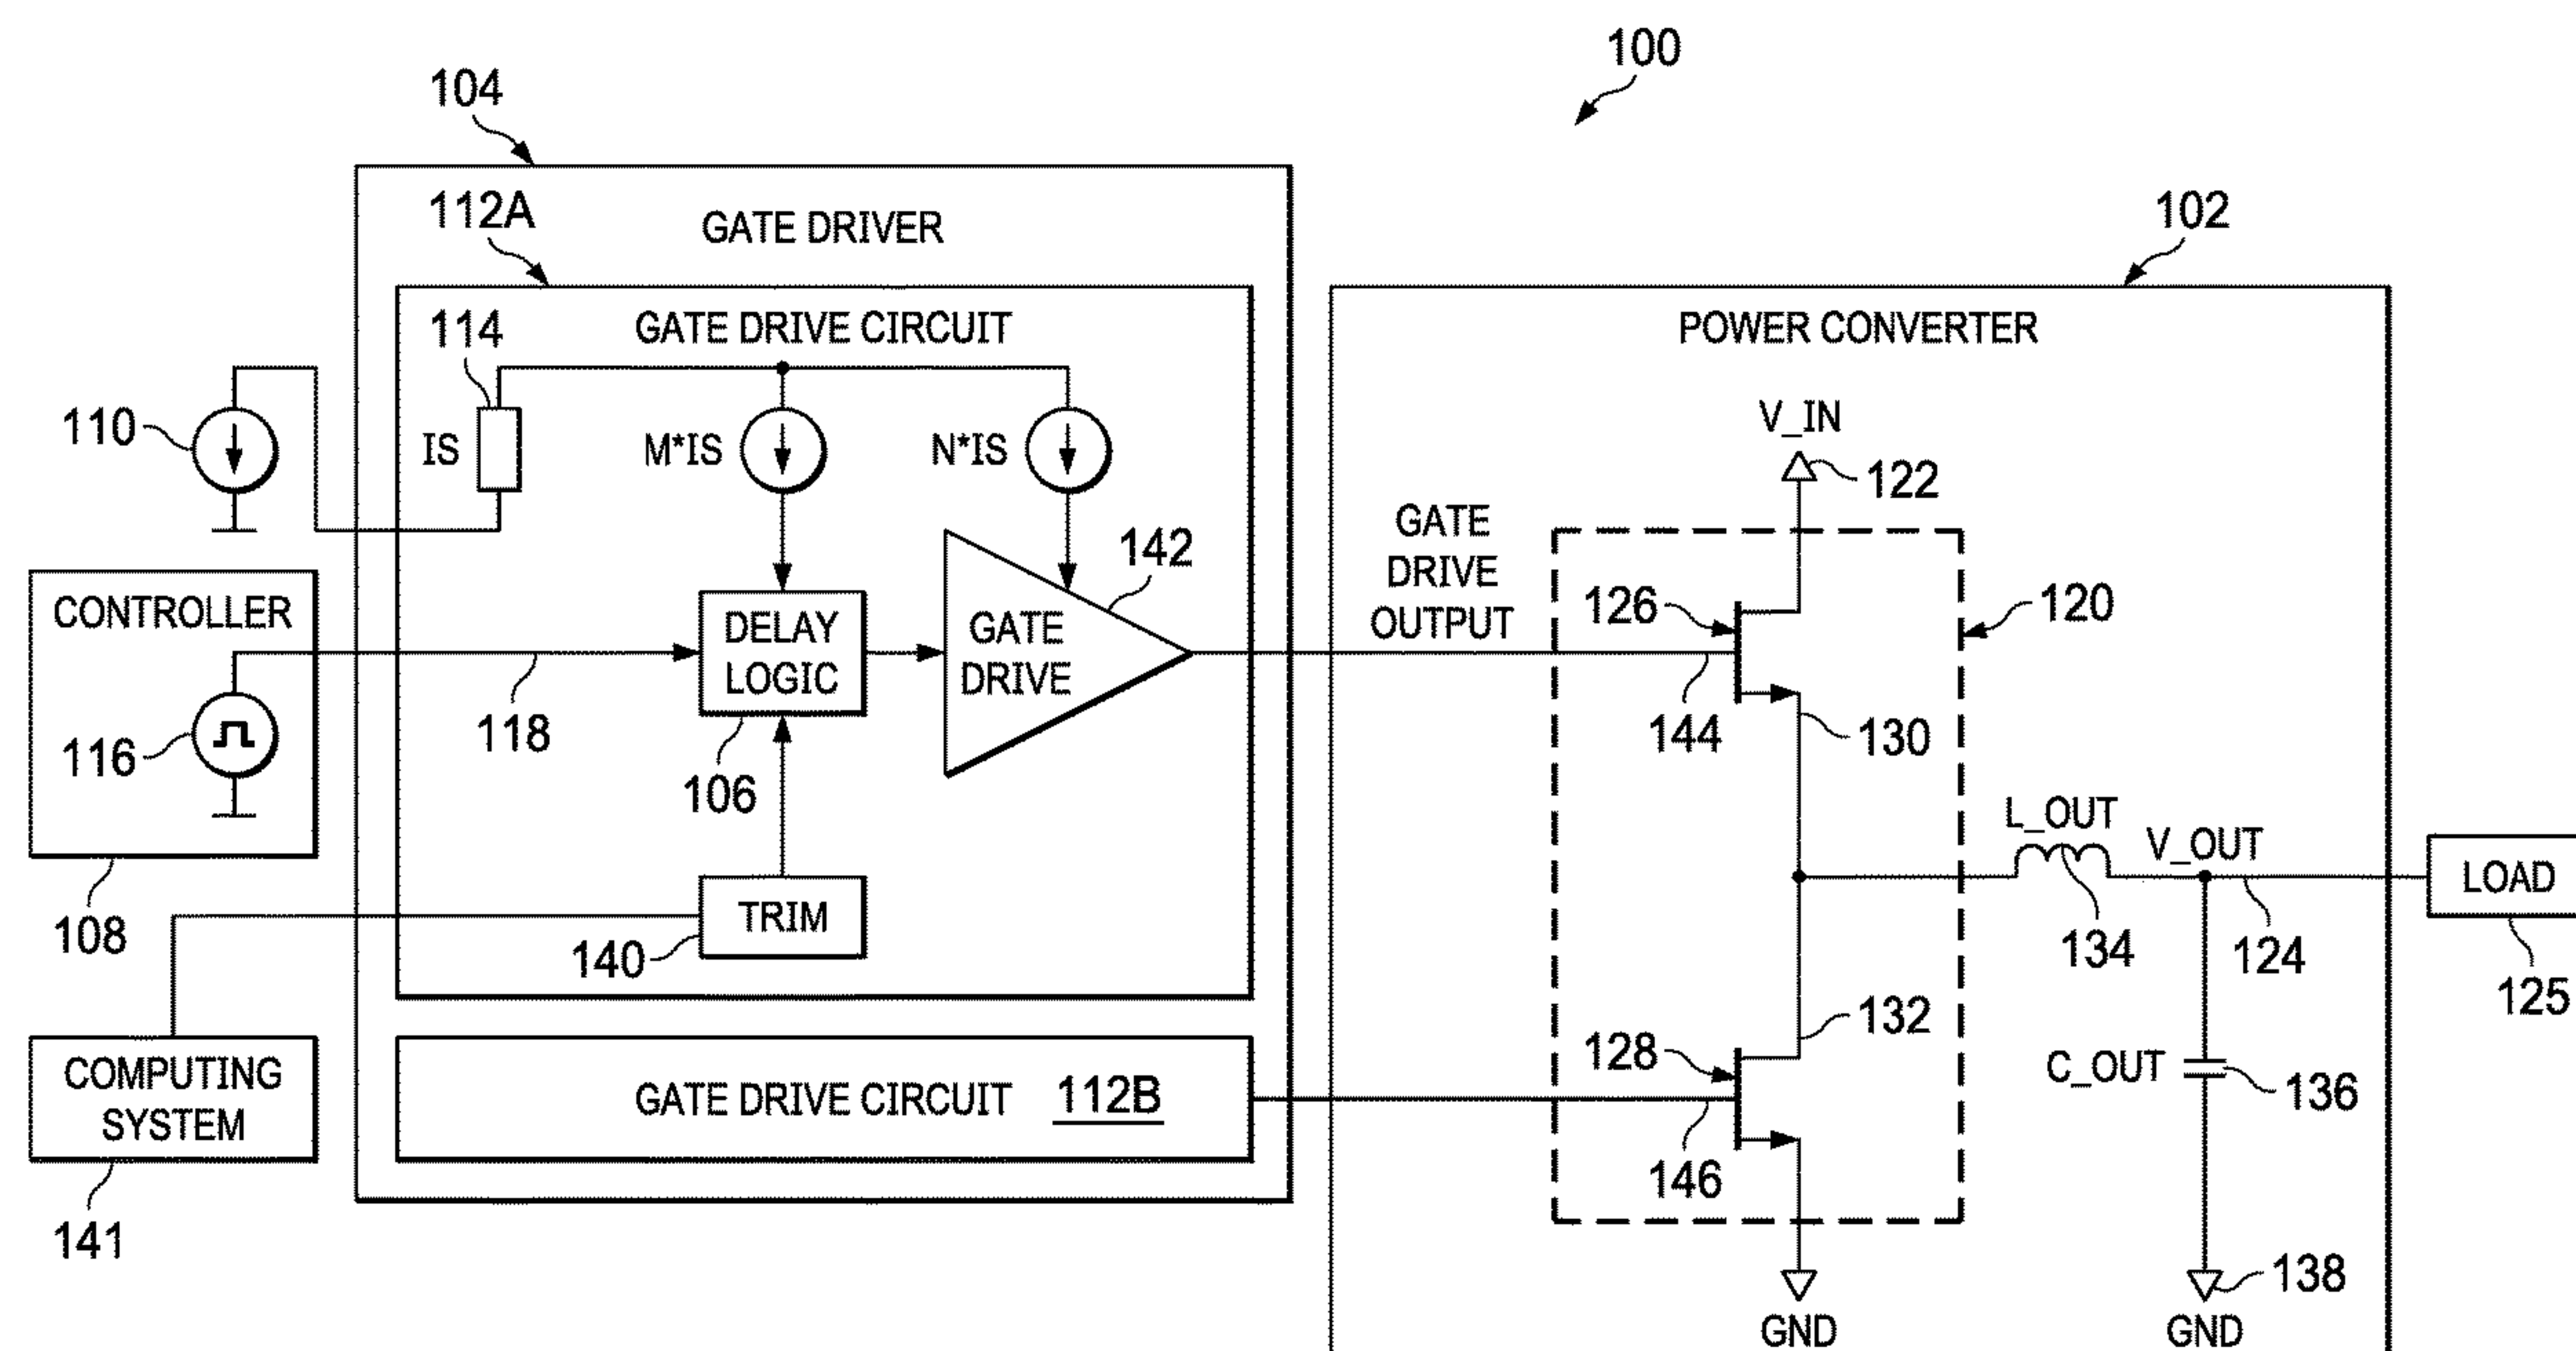 100
104
112A
GATE DRIVER
102
114
GATE DRIVE CIRCUIT
POWER CONVERTER
110
IS
M*IS
N*IS
V_IN
122
GATE
DRIVE
OUTPUT
142
CONTROLLER
DELAY
LOGIC
GATE
DRIVE
126
120
116
118
106
144
130
L_OUT
V_OUT
LOAD
108
TRIM
140
134
124
125
COMPUTING
SYSTEM
GATE DRIVE CIRCUIT 112B
128
132
C_OUT
136
146
141
138
GND
GND